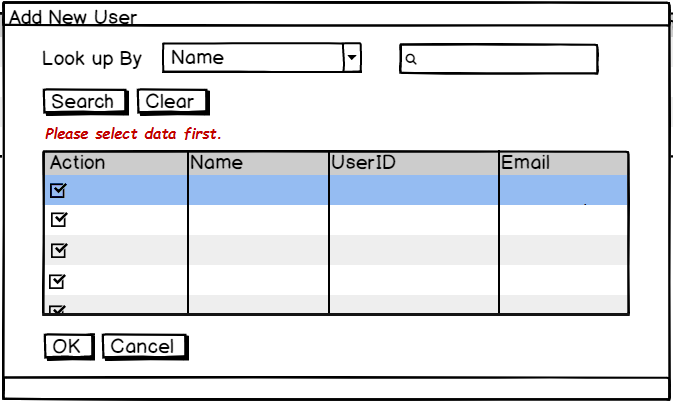 Add New User
Look up By Name
Search Clear
Please select data first.
Action Name UserID Email
OK Cancel